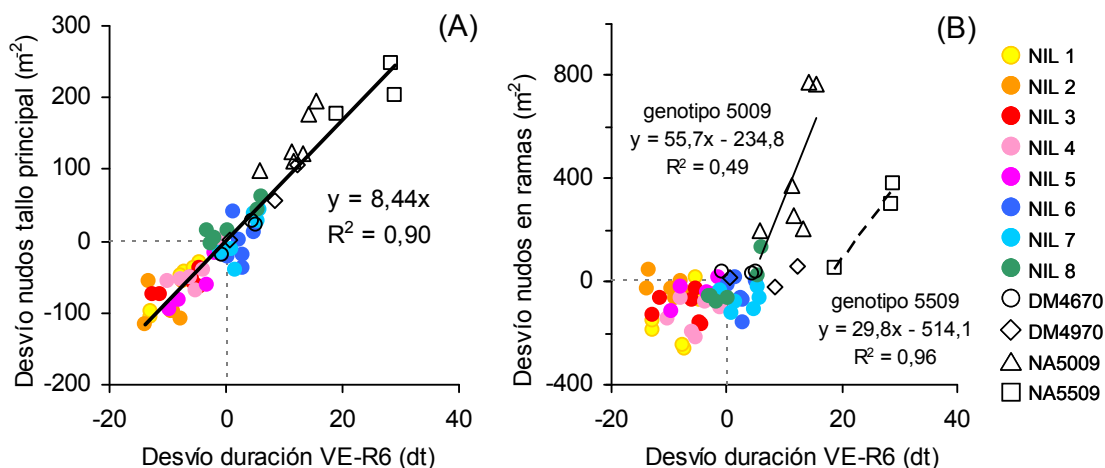 (A)
Desvío nudos tallo principal (m⁻²)
300
200
100
0
-100
-200
-20
0
20
40
y = 8,44x
R² = 0,90
Desvío duración VE-R6 (dt)
(B)
Desvío nudos en ramas (m⁻²)
800
400
0
-400
-20
0
20
40
genotipo 5009
y = 55,7x - 234,8
R² = 0,49
genotipo 5509
y = 29,8x - 514,1
R² = 0,96
Desvío duración VE-R6 (dt)
NIL 1
NIL 2
NIL 3
NIL 4
NIL 5
NIL 6
NIL 7
NIL 8
DM4670
DM4970
NA5009
NA5509